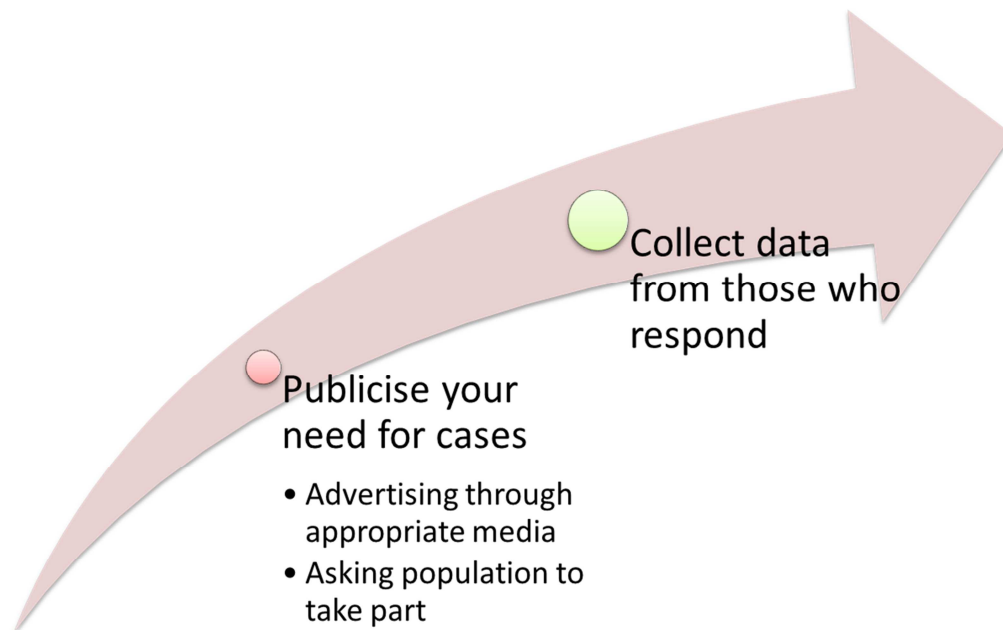 Publicise your
need for cases
• Advertising through
appropriate media
• Asking population to
take part
Collect data
from those who
respond